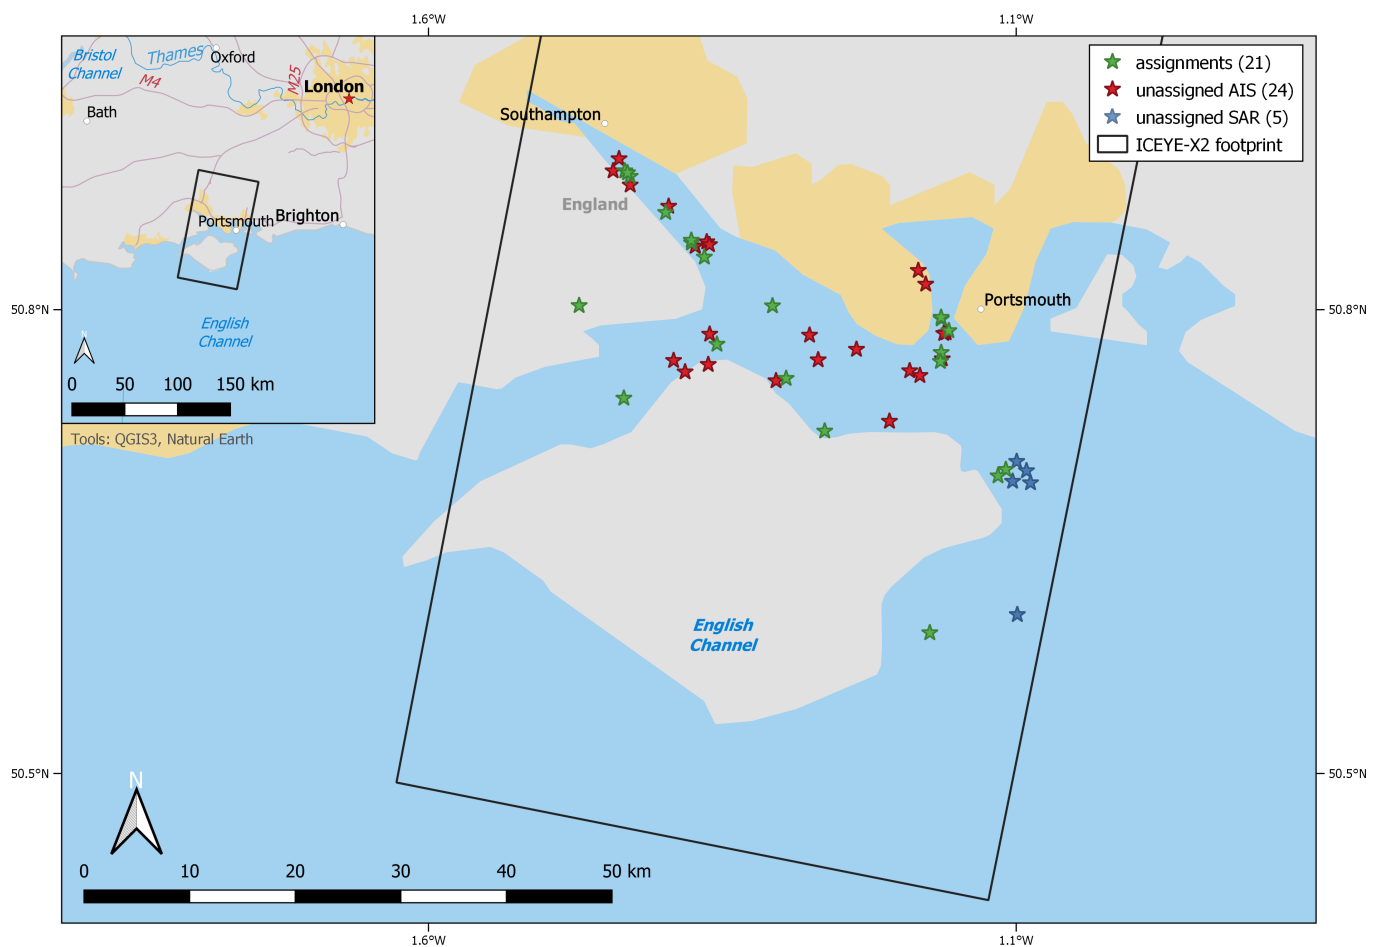 1.6°W
1.1°W
Bristol
Channel
Thames
Oxford
M4
M25
London
Bath
Portsmouth
Brighton
English
Channel
N
0 50 100 150 km
Tools: QGIS3, Natural Earth
assignments (21)
unassigned AIS (24)
unassigned SAR (5)
ICEYE-X2 footprint
Southampton
England
50.8°N
Portsmouth
50.8°N
English
Channel
50.5°N
50.5°N
N
0 10 20 30 40 50 km
1.6°W
1.1°W